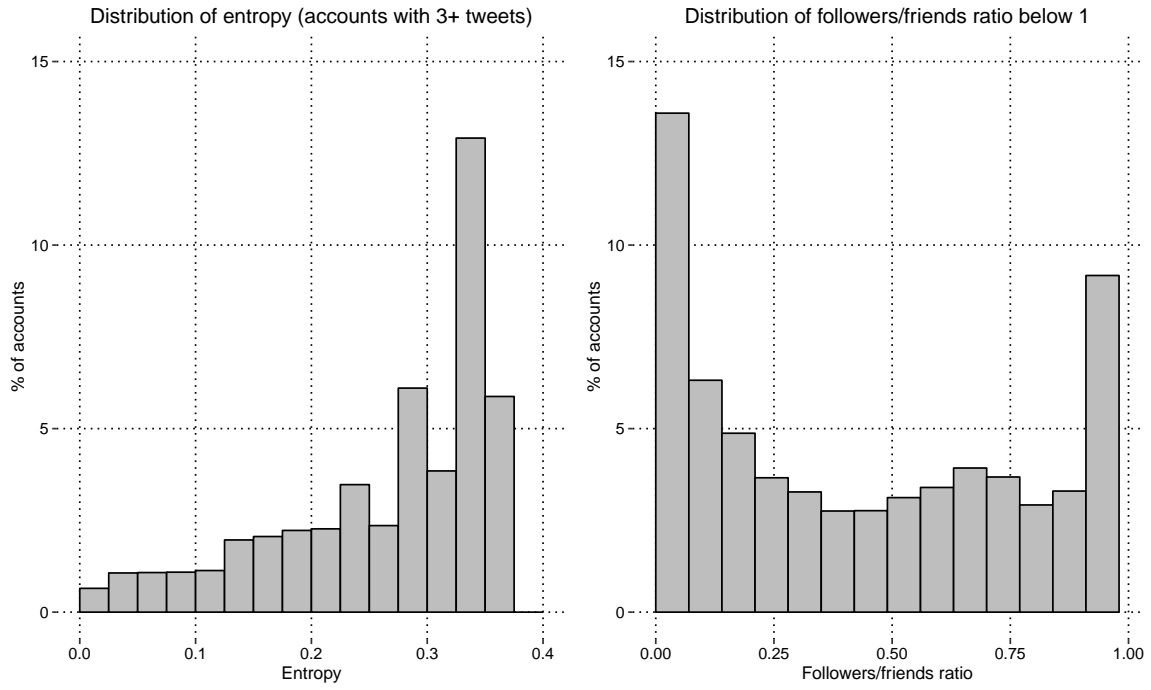 Distribution of entropy (accounts with 3+ tweets)
15
10
5
0
% of accounts
0.0 0.1 0.2 0.3 0.4
Entropy
Distribution of followers/friends ratio below 1
15
10
5
0
% of accounts
0.00 0.25 0.50 0.75 1.00
Followers/friends ratio